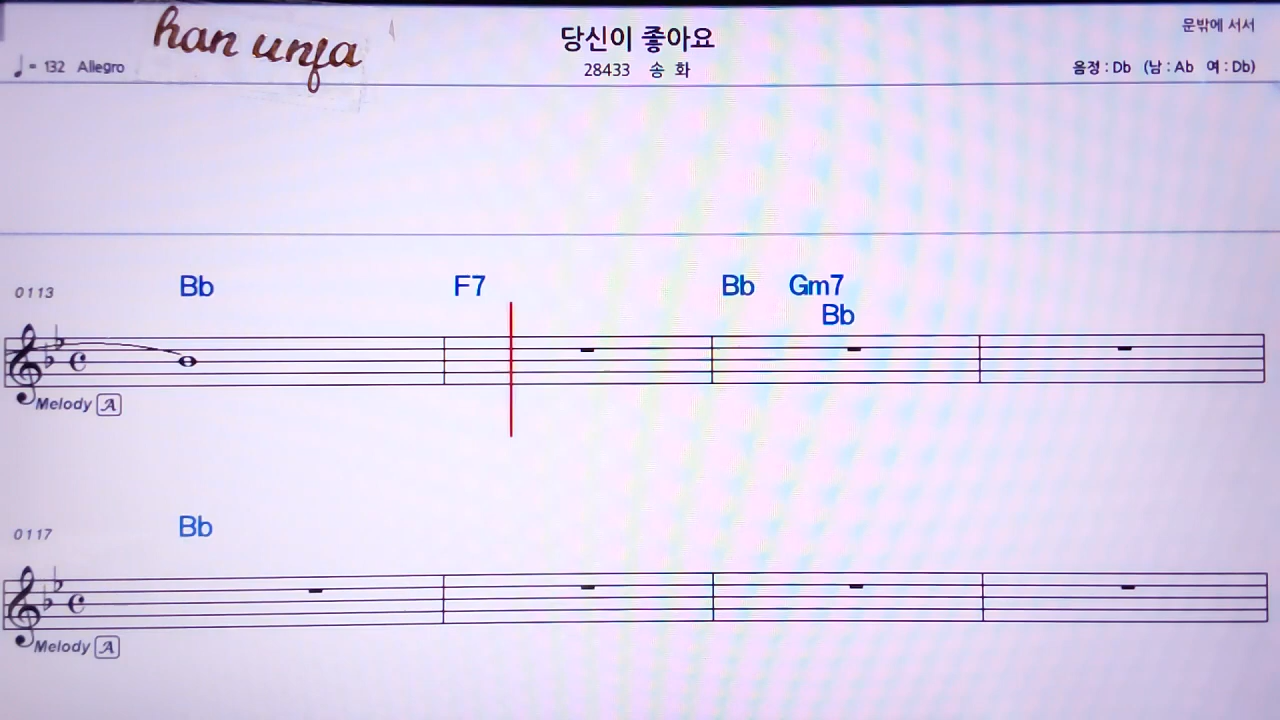 han unfa
당신이 좋아요
문밖에 서서
♩= 132 Allegro
28433 송 화
음정 : Db (남 : Ab 여 : Db)
0113 Bb F7 Bb Gm7
Bb
Melody A
0117 Bb
Melody A